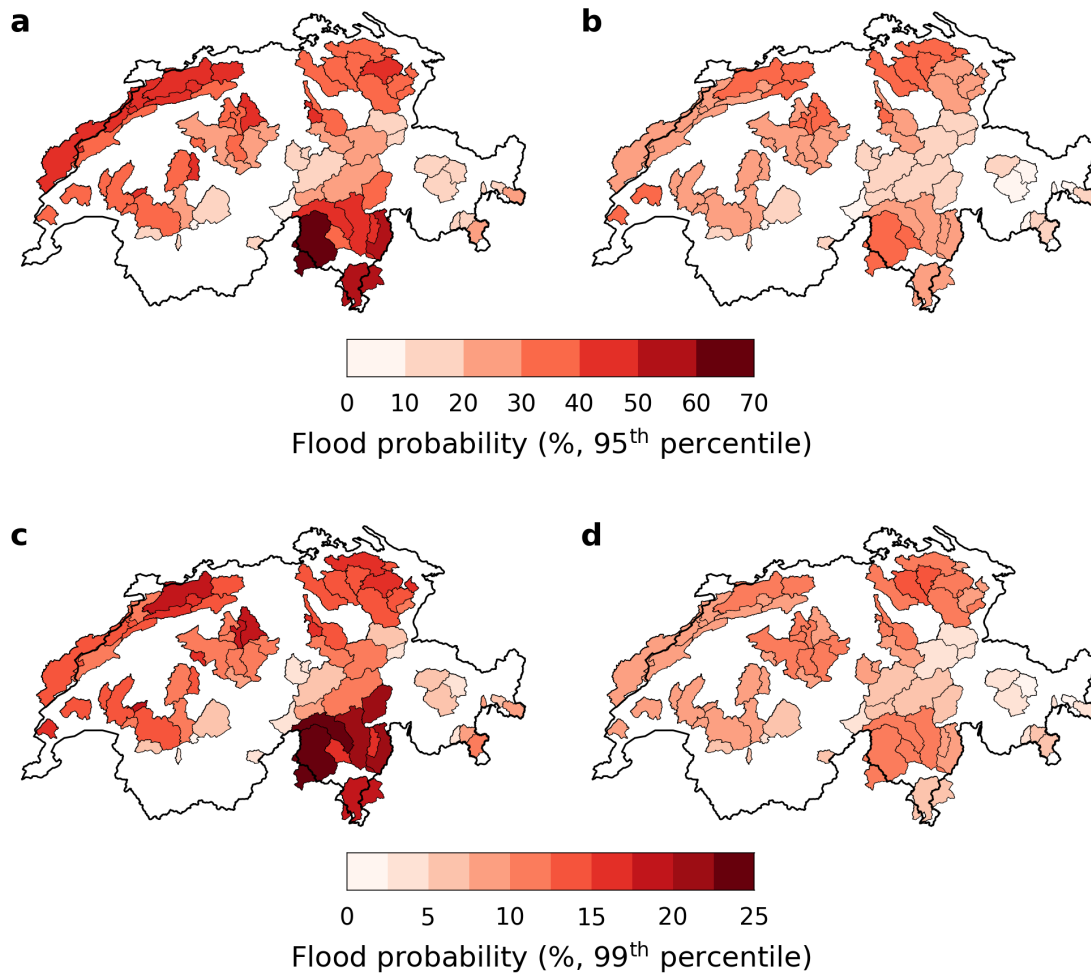 a
b
0 10 20 30 40 50 60 70
Flood probability (%, 95th percentile)
c
d
0 5 10 15 20 25
Flood probability (%, 99th percentile)